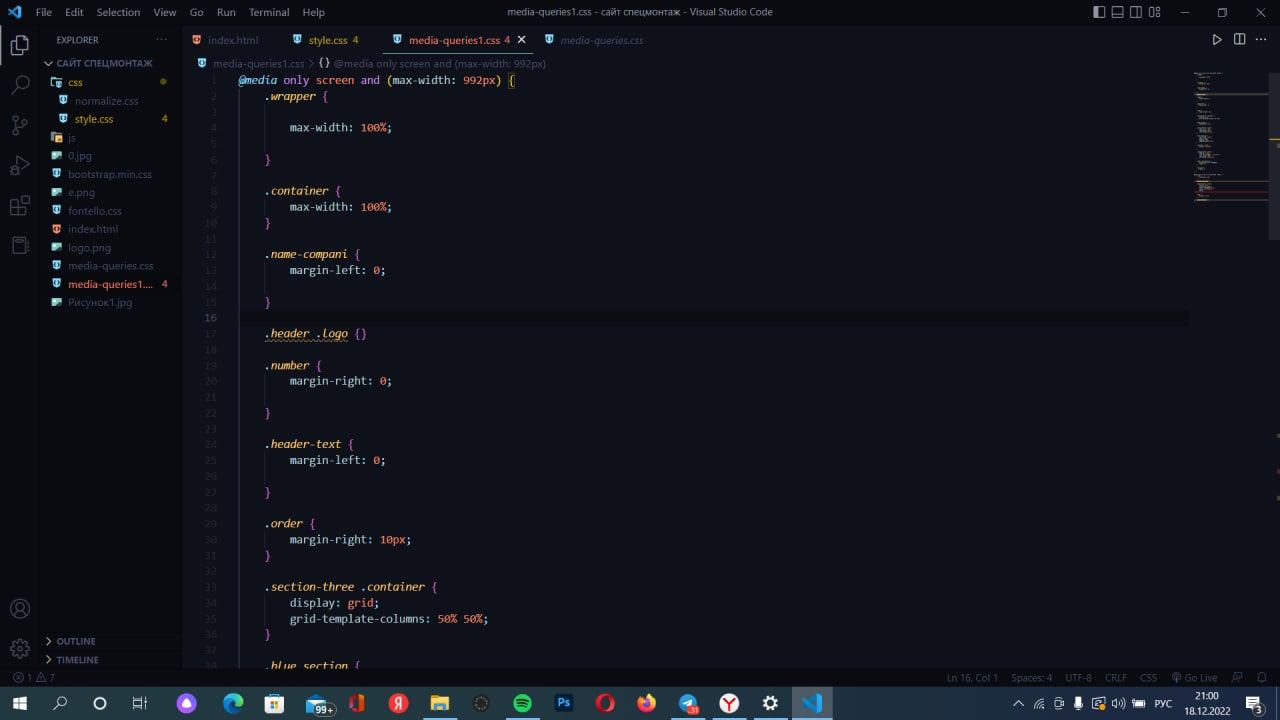 File Edit Selection View Go Run Terminal Help
media-queries1.css - сайт спецмонтаж - Visual Studio Code
EXPLORER
index.html
style.css 4
media-queries1.css 4
media-queries.css
САЙТ СПЕЦМОНТАЖ
media-queries1.css > {} @media only screen and (max-width: 992px)
css
normalize.css
style.css 4
js
0.jpg
bootstrap.min.css
e.png
fontello.css
index.html
logo.png
media-queries.css
media-queries1.... 4
Рисунок1.jpg
OUTLINE
TIMELINE
1 @media only screen and (max-width: 992px) {
2 .wrapper {
3
4 max-width: 100%;
5
6 }
7
8 .container {
9 max-width: 100%;
10 }
11
12 .name-compani {
13 margin-left: 0;
14
15 }
16
17 .header .logo {}
18
19 .number {
20 margin-right: 0;
21
22 }
23
24 .header-text {
25 margin-left: 0;
26
27 }
28
29 .order {
30 margin-right: 10px;
31 }
32
33 .section-three .container {
34 display: grid;
35 grid-template-columns: 50% 50%;
36 }
37
38 .blue_section {
1 7
Ln 16, Col 1 Spaces: 4 UTF-8 CRLF CSS Go Live
99+
31
РУС
21:00
18.12.2022
3